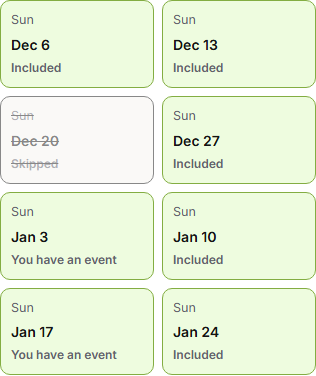 Sun
Dec 6
Included
Sun
Dec 13
Included
Sun
Dec 20
Skipped
Sun
Dec 27
Included
Sun
Jan 3
You have an event
Sun
Jan 10
Included
Sun
Jan 17
You have an event
Sun
Jan 24
Included